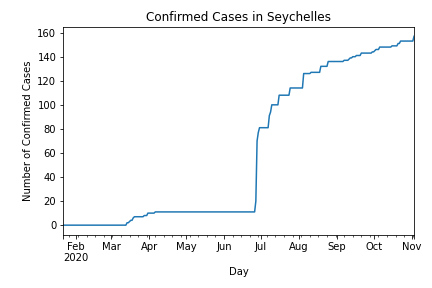 Confirmed Cases in Seychelles
Number of Confirmed Cases
160
140
120
100
80
60
40
20
0
Feb Mar Apr May Jun Jul Aug Sep Oct Nov
2020
Day